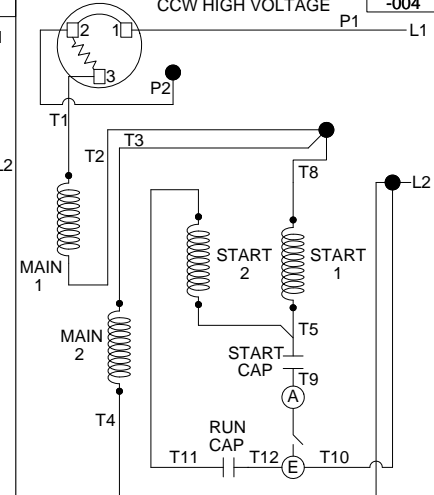 CCW HIGH VOLTAGE
-004
P1
L1
2
1
3
P2
T1
T2
T3
T8
L2
L2
MAIN
1
START
2
START
1
MAIN
2
T5
START
CAP
T9
A
T4
RUN
CAP
T11
T12
E
T10